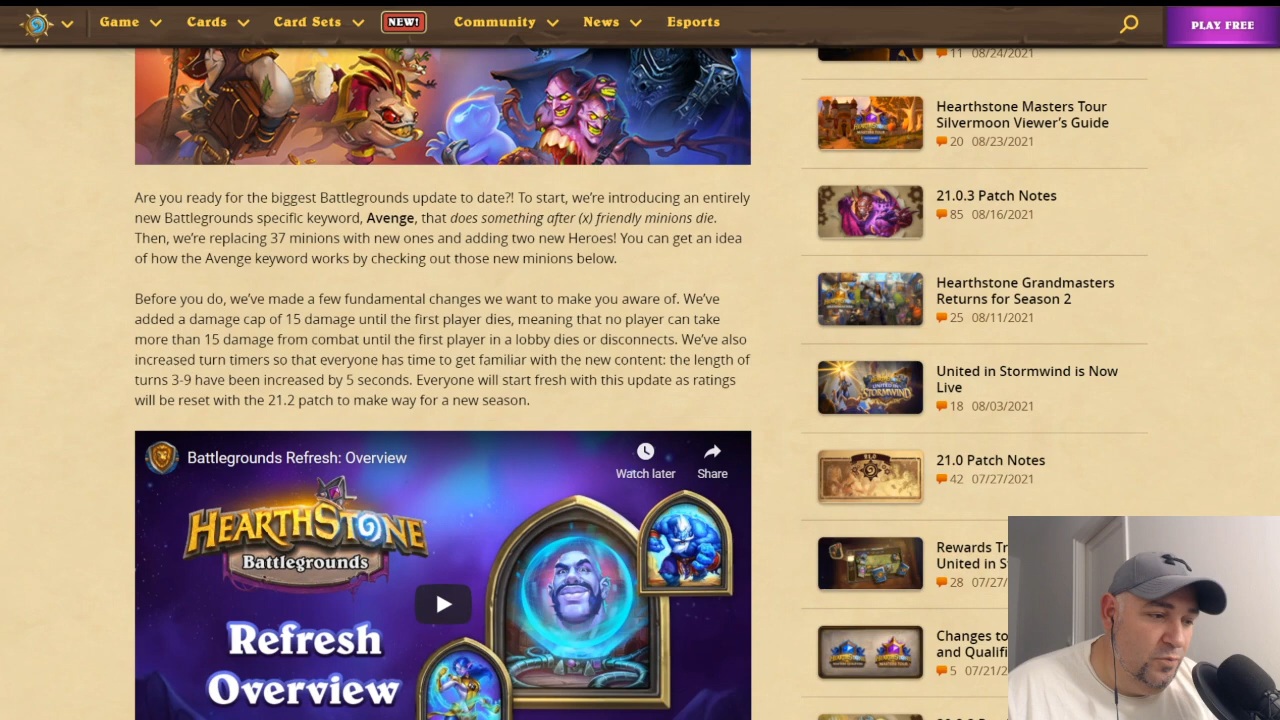 Game
Cards
Card Sets
NEW!
Community
News
Esports
PLAY FREE
11 08/24/2021
Are you ready for the biggest Battlegrounds update to date?! To start, we're introducing an entirely
new Battlegrounds specific keyword, Avenge, that does something after (x) friendly minions die.
Then, we're replacing 37 minions with new ones and adding two new Heroes! You can get an idea
of how the Avenge keyword works by checking out those new minions below.
Before you do, we've made a few fundamental changes we want to make you aware of. We've
added a damage cap of 15 damage until the first player dies, meaning that no player can take
more than 15 damage from combat until the first player in a lobby dies or disconnects. We've also
increased turn timers so that everyone has time to get familiar with the new content: the length of
turns 3-9 have been increased by 5 seconds. Everyone will start fresh with this update as ratings
will be reset with the 21.2 patch to make way for a new season.
Battlegrounds Refresh: Overview
Watch later
Share
HEARTHSTONE
Battlegrounds
Refresh
Overview
Hearthstone Masters Tour
Silvermoon Viewer's Guide
20 08/23/2021
21.0.3 Patch Notes
85 08/16/2021
Hearthstone Grandmasters
Returns for Season 2
25 08/11/2021
United in Stormwind is Now
Live
18 08/03/2021
21.0 Patch Notes
42 07/27/2021
Rewards Tr
United in S
28 07/27/
Changes to
and Qualifi
5 07/21/2